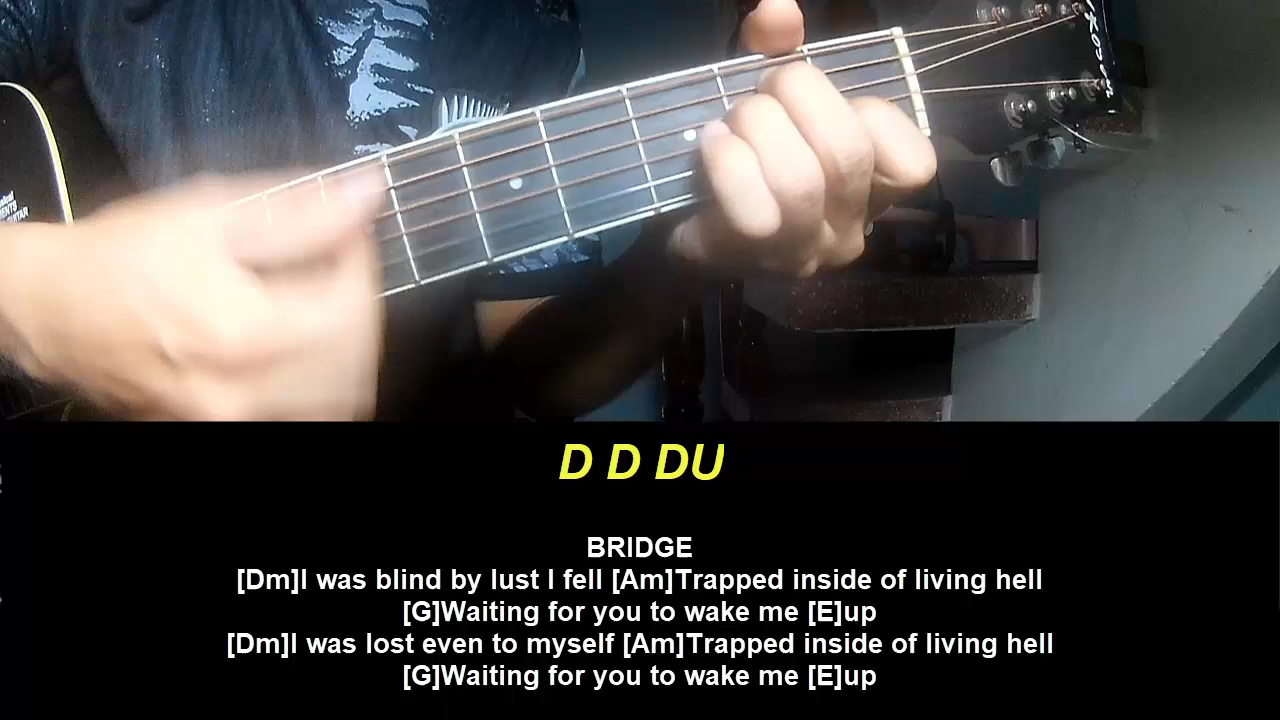 D D DU
BRIDGE
[Dm]I was blind by lust I fell [Am]Trapped inside of living hell
[G]Waiting for you to wake me [E]up
[Dm]I was lost even to myself [Am]Trapped inside of living hell
[G]Waiting for you to wake me [E]up